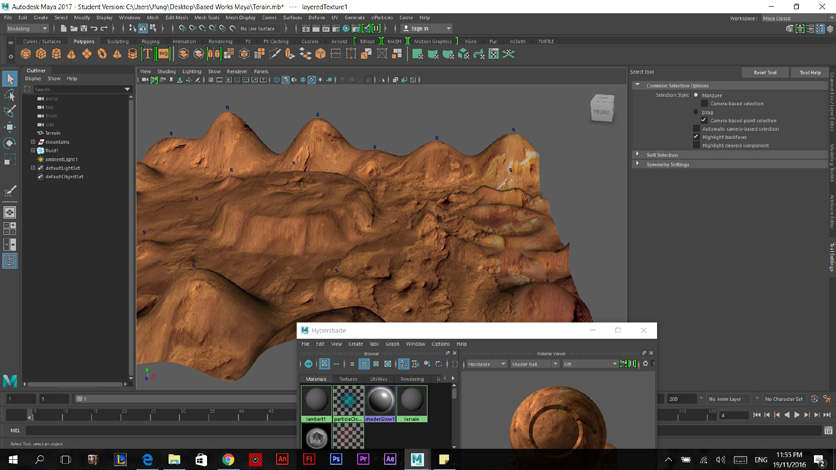 Autodesk Maya 2017 - Student Version: C:\Users\Fung\Desktop\Based Works Maya\Terrain.mb* --- layeredTexture1
File Edit Create Select Modify Display Windows Mesh Edit Mesh Mesh Tools Mesh Display Curves Surfaces Deform UV Generate nParticles Cache Help
Workspace: Maya Classic
Modeling No Live Surface Sign In
Curves / Surfaces Polygons Sculpting Rigging Animation Rendering FX FX Caching Custom Arnold Bifrost MASH Motion Graphics XGen Fur nCloth TURTLE
Outliner
Display Show Help
Search...
persp
top
front
side
Terrain
mountains
fluid1
ambientLight1
defaultLightSet
defaultObjectSet
View Shading Lighting Show Renderer Panels
FRONT
Select Tool Reset Tool Tool Help
Common Selection Options
Selection Style: Marquee
Camera based selection
Drag
Camera based paint selection
Automatic camera-based selection
Highlight backfaces
Highlight nearest component
Soft Selection
Symmetry Settings
Hypershade
File Edit View Create Tabs Graph Window Options Help
Browser Material Viewer
Hardware Shader Ball Off
Materials Textures Utilities Rendering
lambert1 particleClo... shaderGlow1 terrain
1 1 1 200 No Anim Layer No Character Set
MEL
Select Tool: select an object
11:55 PM
ENG
19/11/2016